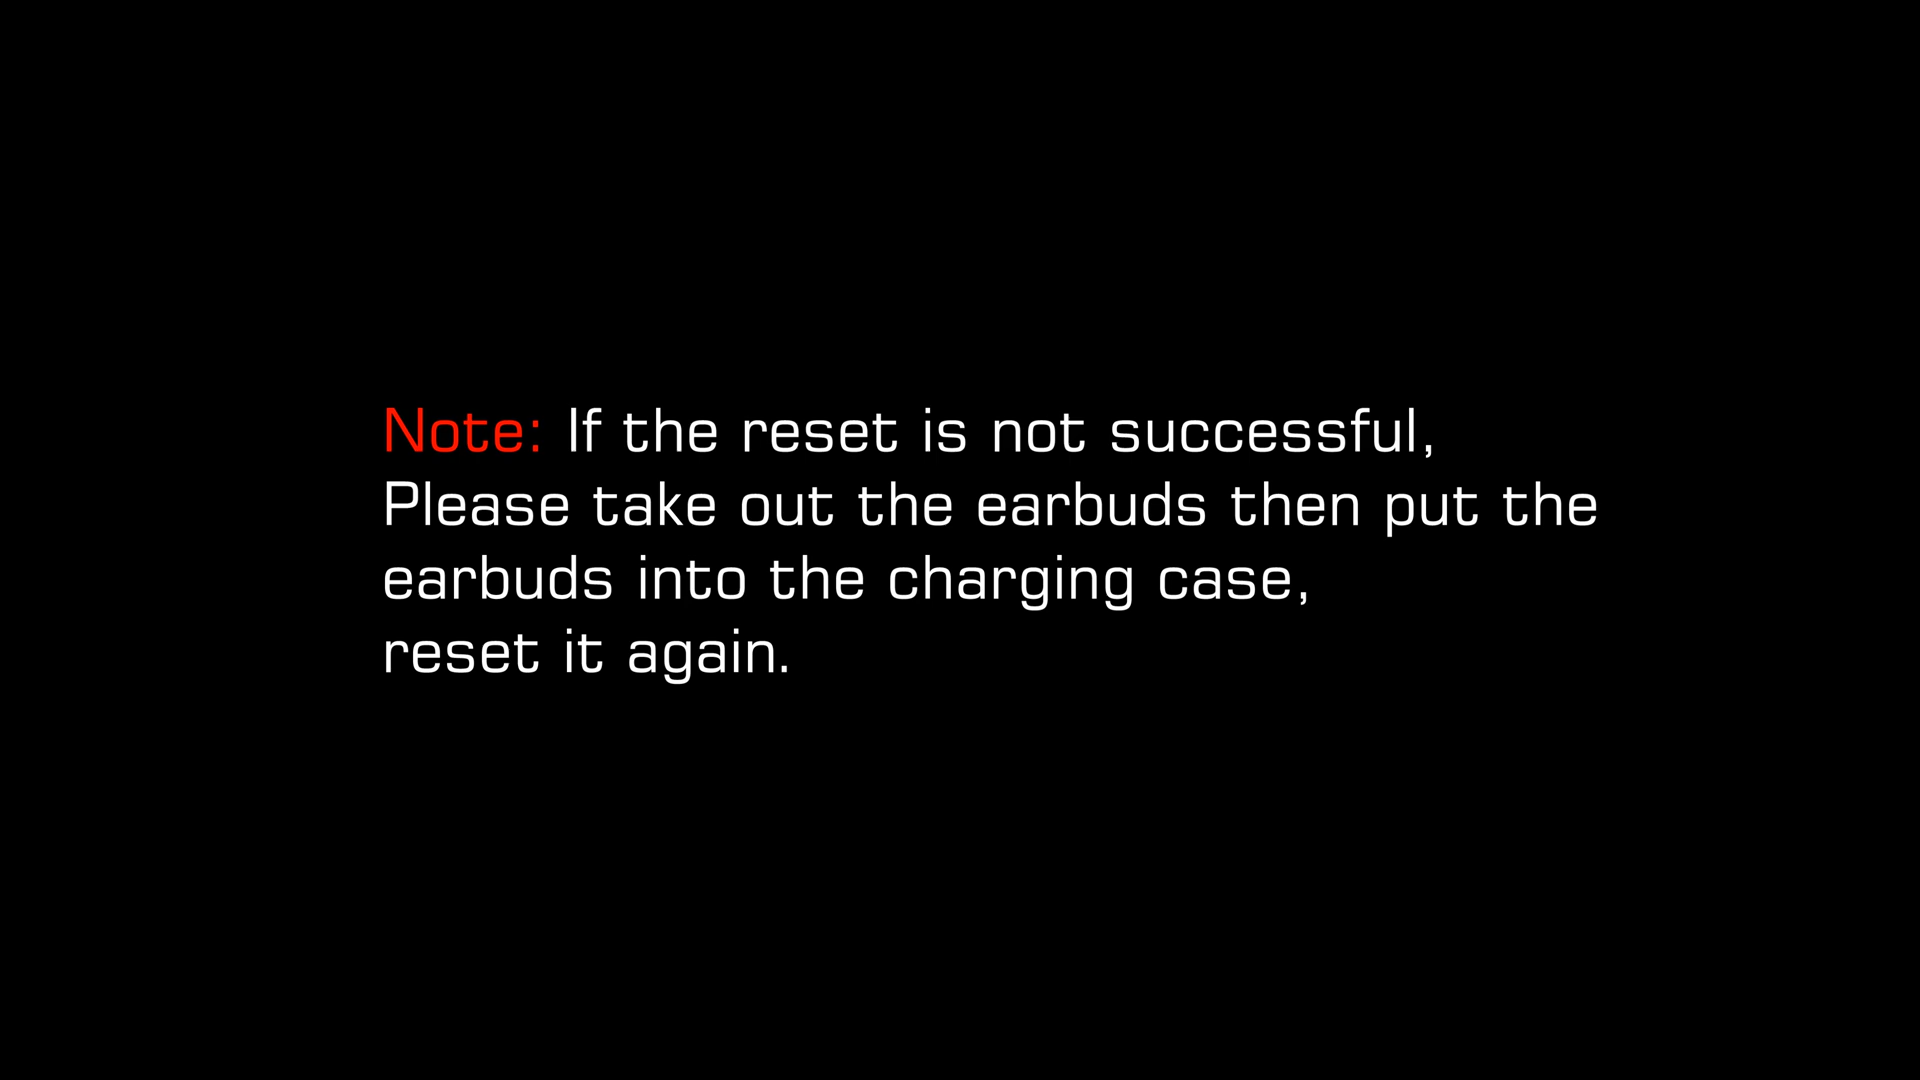 Note: If the reset is not successful,
Please take out the earbuds then put the
earbuds into the charging case,
reset it again.